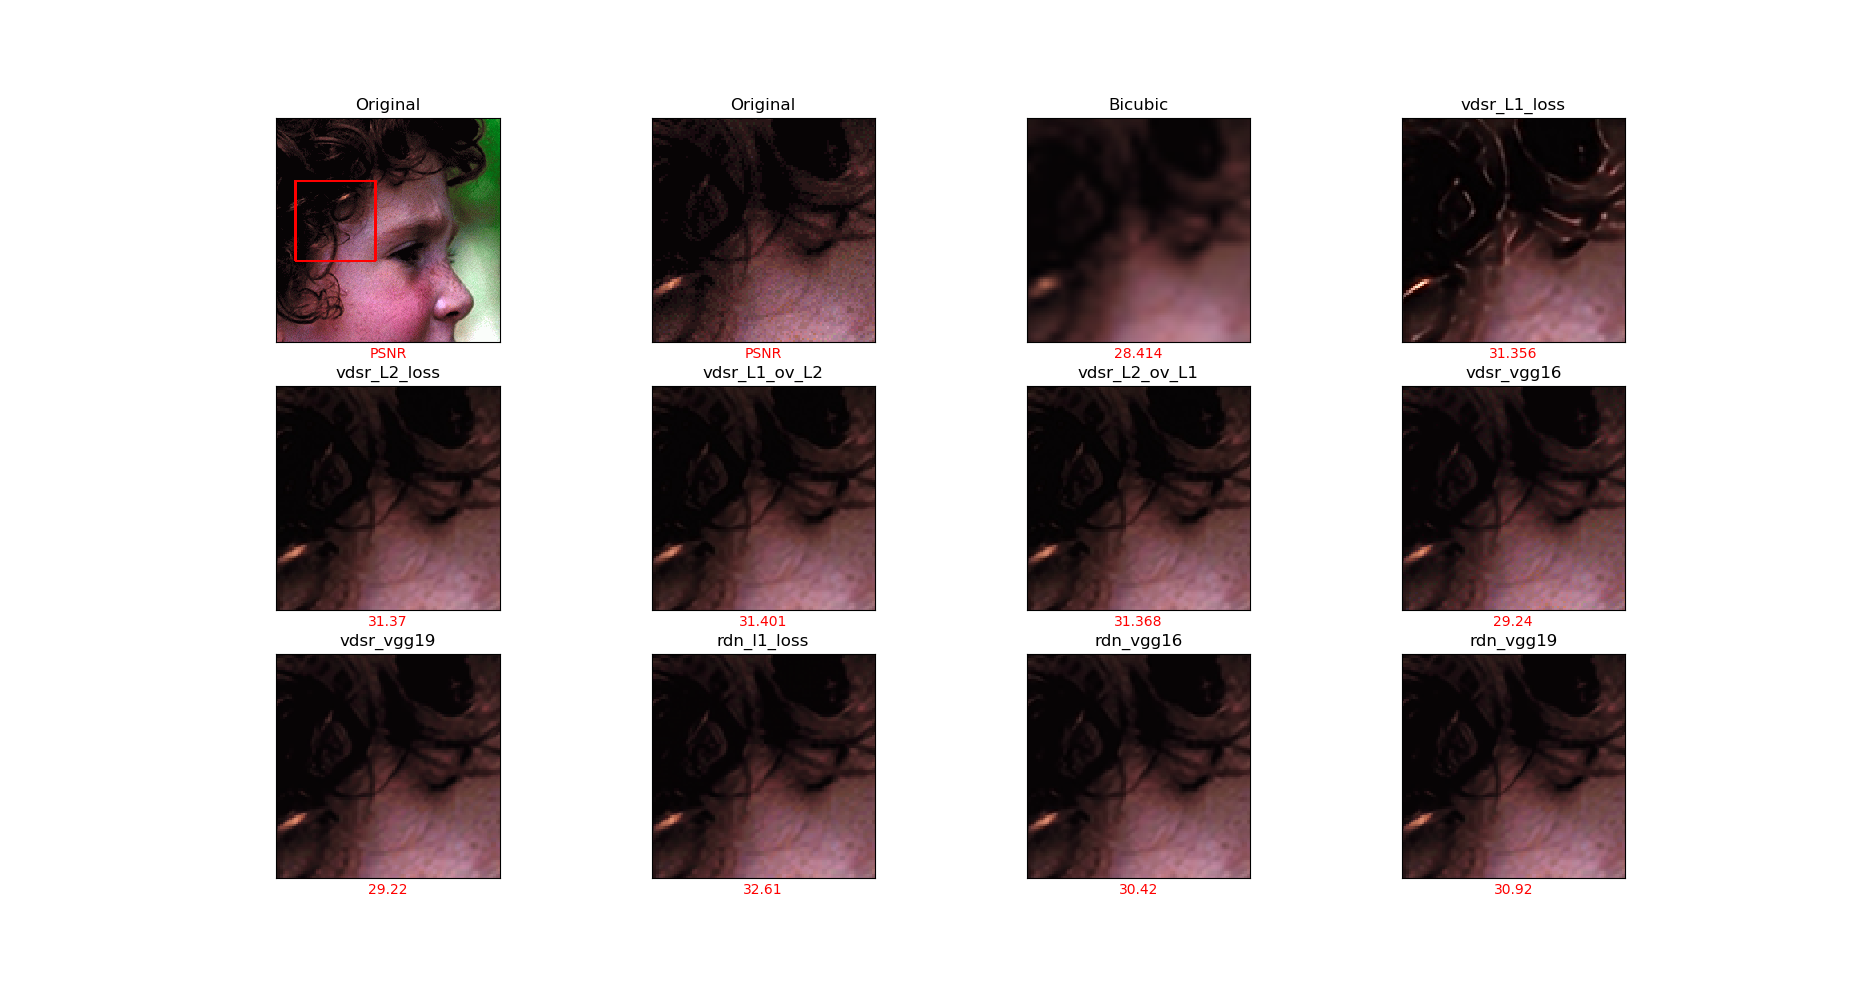 Original
Original
Bicubic
vdsr_L1_loss
PSNR
PSNR
28.414
31.356
vdsr_L2_loss
vdsr_L1_ov_L2
vdsr_L2_ov_L1
vdsr_vgg16
31.37
31.401
31.368
29.24
vdsr_vgg19
rdn_l1_loss
rdn_vgg16
rdn_vgg19
29.22
32.61
30.42
30.92